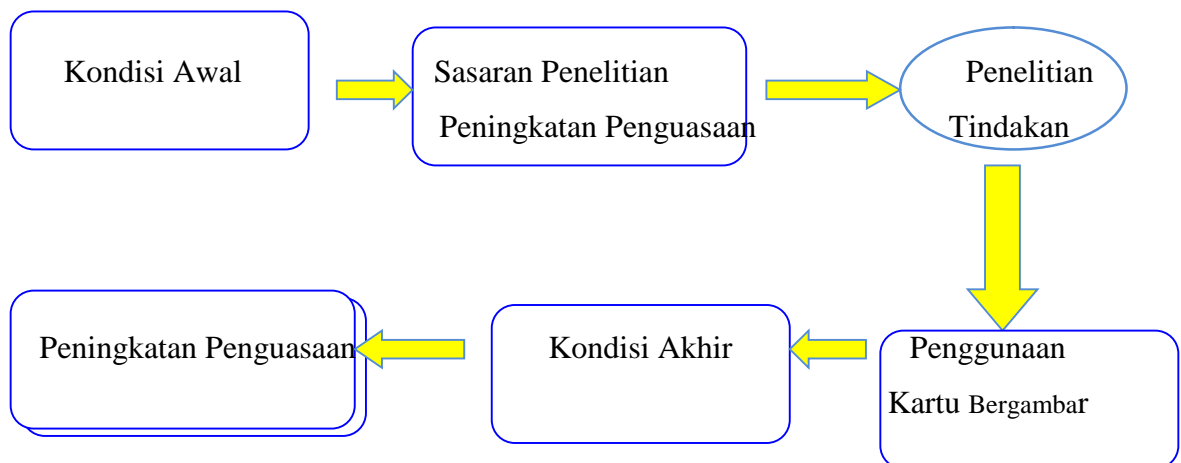 Kondisi Awal
Sasaran Penelitian
Peningkatan Penguasaan
Penelitian
Tindakan
Penggunaan
Kartu Bergambar
Kondisi Akhir
Peningkatan Penguasaan